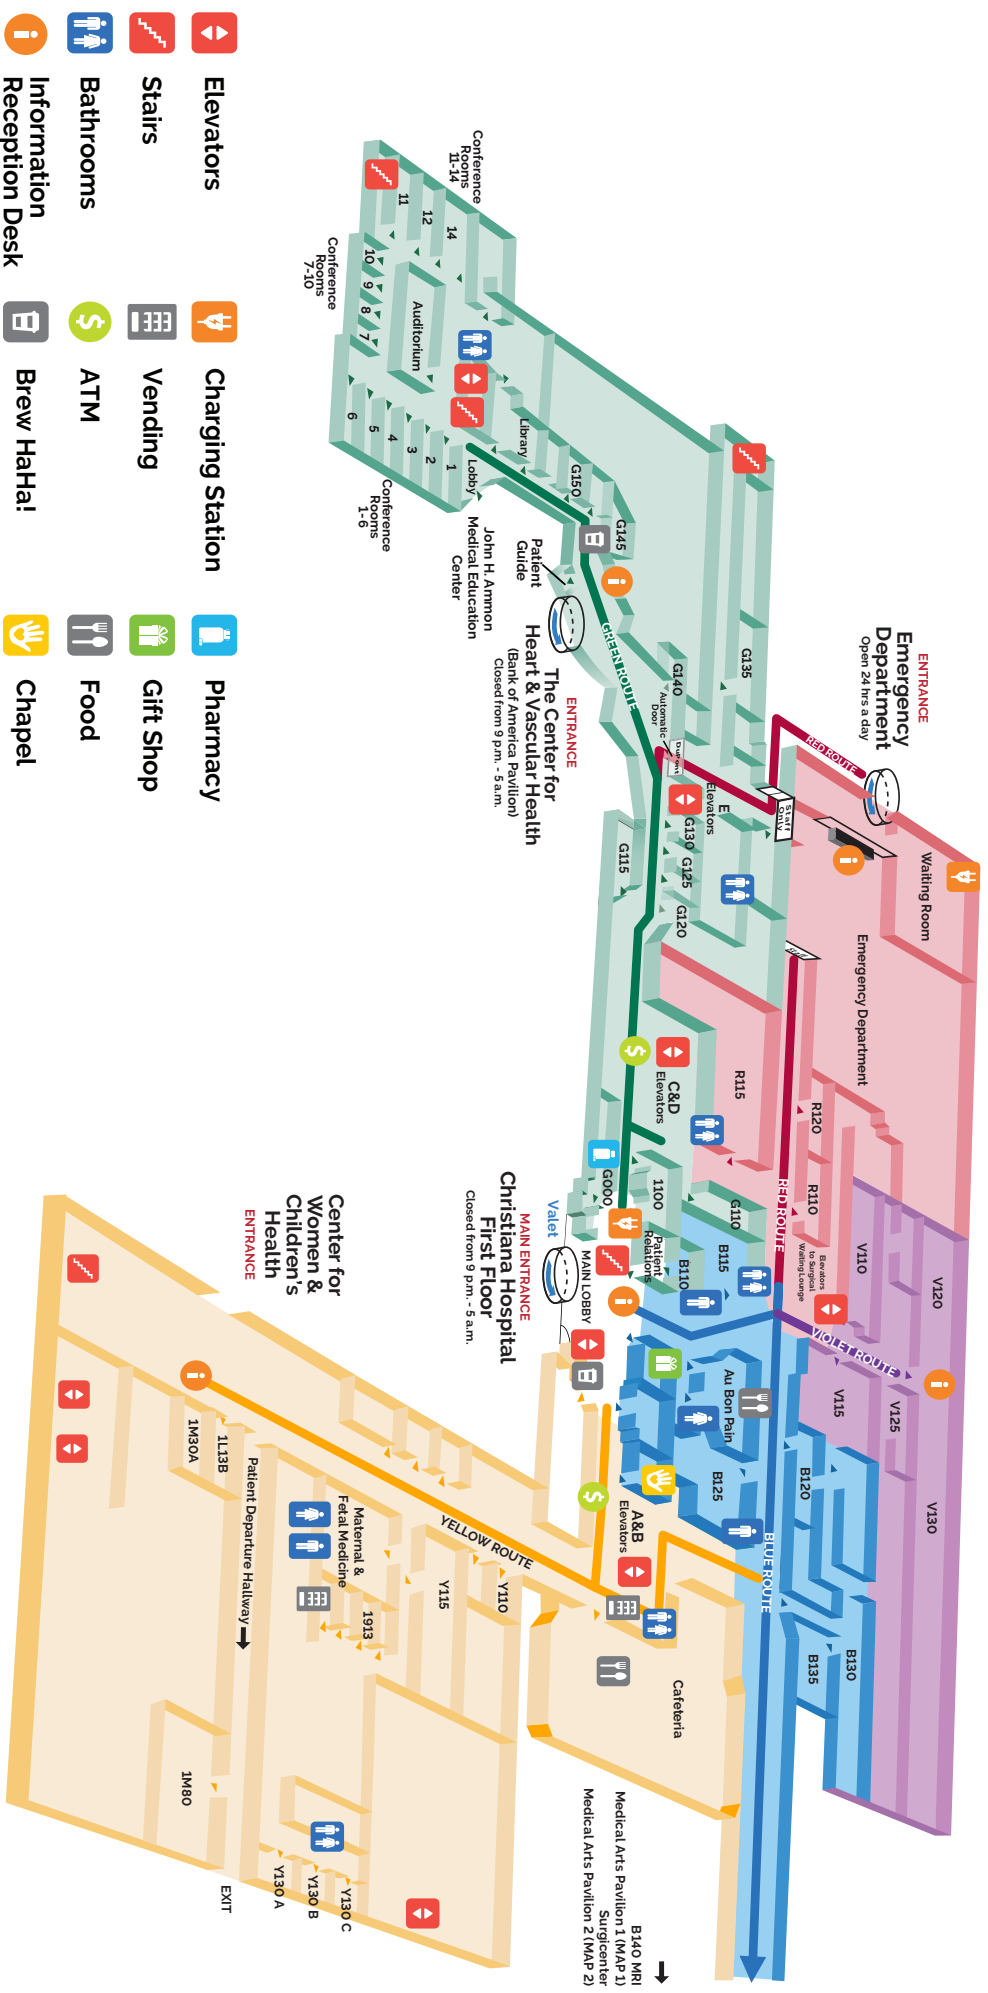 Conference
Rooms
11-14
14
12
11
10
9
8
7
Conference
Rooms
7-10
Auditorium
Library
G150
G145
6
5
4
3
2
1
Lobby
Conference
Rooms
1-6
John H. Ammon
Medical Education
Center
Patient
Guide
GREEN ROUTE
ENTRANCE
The Center for
Heart & Vascular Health
(Bank of America Pavilion)
Closed from 9 p.m. - 5 a.m.
G135
G140
Automatic
Door
DuPont
E
Elevators
G130
G125
G120
G115
ENTRANCE
Emergency
Department
Open 24 hrs a day
RED ROUTE
Staff
Only
Waiting Room
Emergency Department
Staff
R115
R120
R110
RED ROUTE
C&D
Elevators
G000
1100
G110
Patient
Relations
B110
B115
Elevators
to Surgical
Waiting Lounge
V110
V120
VIOLET ROUTE
V115
V125
V130
Valet
MAIN LOBBY
MAIN ENTRANCE
Christiana Hospital
First Floor
Closed from 9 p.m. - 5 a.m.
Au Bon Pain
B125
B120
BLUE ROUTE
B130
B135
A&B
Elevators
Cafeteria
YELLOW ROUTE
Y110
Y115
Maternal &
Fetal Medicine
1913
Center for
Women &
Children's
Health
ENTRANCE
1L13B
1M30A
Patient Departure Hallway
1M80
Y130 C
Y130 B
Y130 A
EXIT
B140 MRI
Medical Arts Pavilion 1 (MAP 1)
Surgicenter
Medical Arts Pavilion 2 (MAP 2)
Elevators
Stairs
Bathrooms
Information
Reception Desk
Charging Station
Vending
ATM
Brew HaHa!
Pharmacy
Gift Shop
Food
Chapel